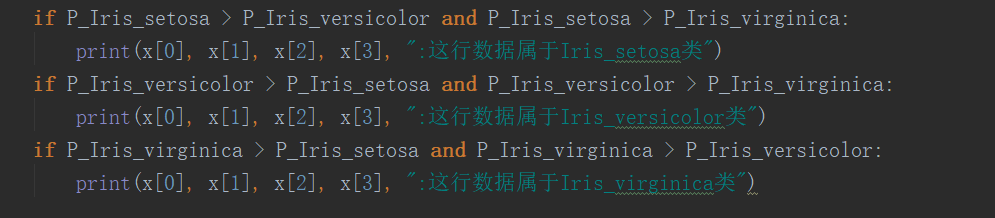 if P_Iris_setosa > P_Iris_versicolor and P_Iris_setosa > P_Iris_virginica:
    print(x[0], x[1], x[2], x[3], ":这行数据属于Iris_setosa类")
if P_Iris_versicolor > P_Iris_setosa and P_Iris_versicolor > P_Iris_virginica:
    print(x[0], x[1], x[2], x[3], ":这行数据属于Iris_versicolor类")
if P_Iris_virginica > P_Iris_setosa and P_Iris_virginica > P_Iris_versicolor:
    print(x[0], x[1], x[2], x[3], ":这行数据属于Iris_virginica类")